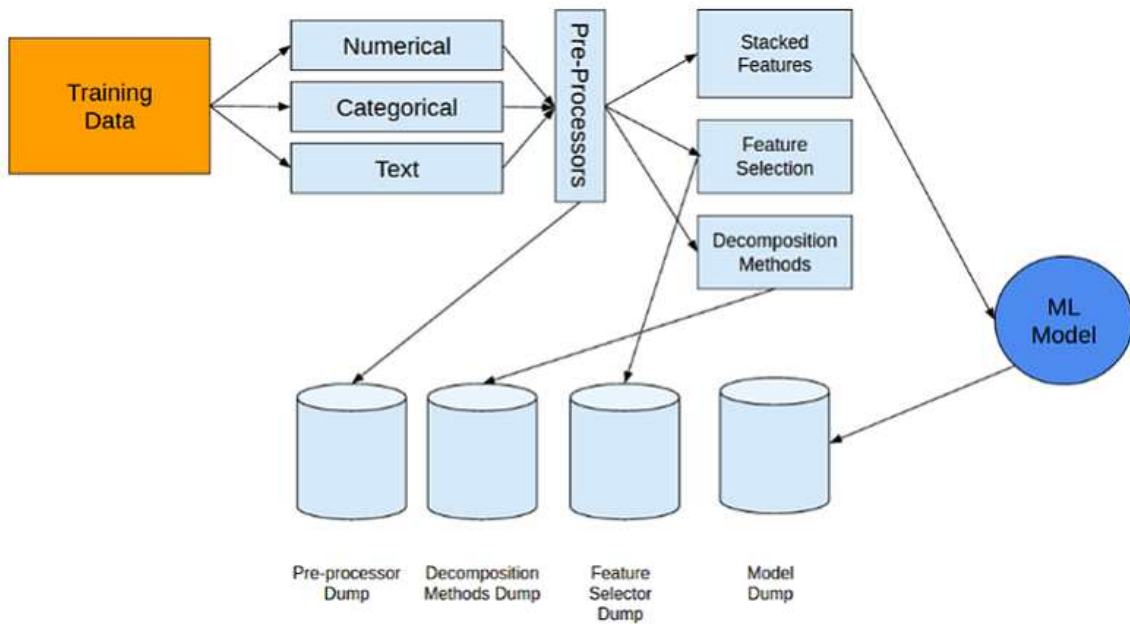 Training
Data
Numerical
Categorical
Text
Pre-Processors
Stacked
Features
Feature
Selection
Decomposition
Methods
ML
Model
Pre-processor
Dump
Decomposition
Methods Dump
Feature
Selector
Dump
Model
Dump